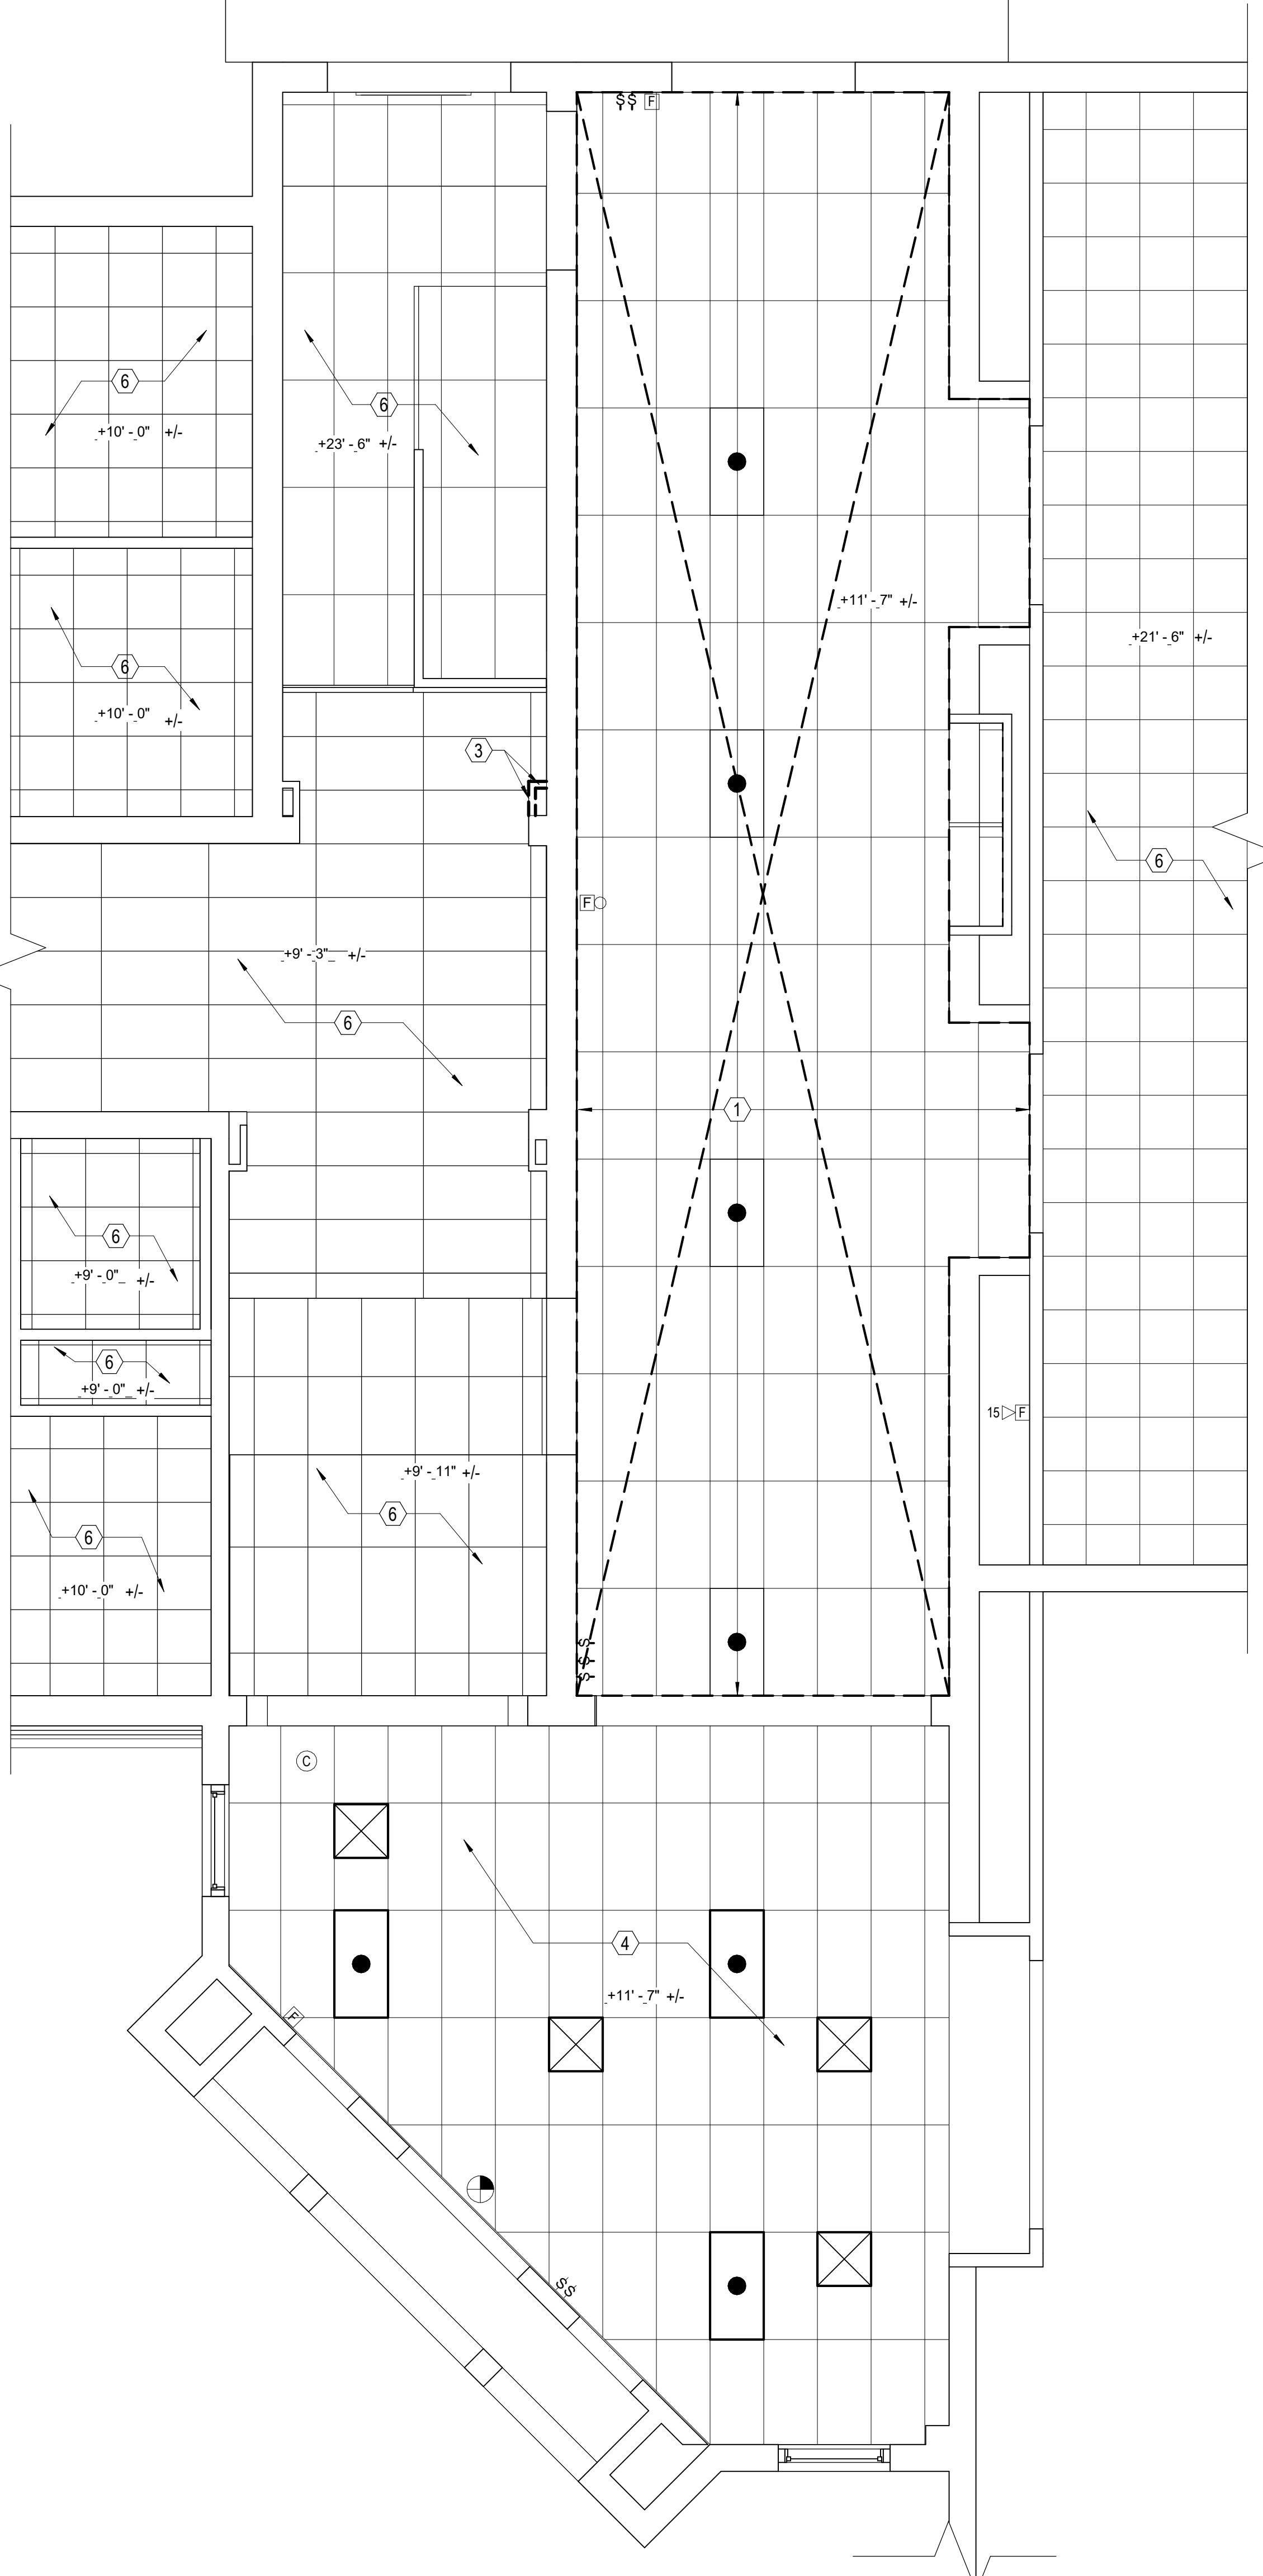 $$ F
6
+10' - 0" +/-
6
+23' - 6" +/-
+11' - 7" +/-
+21' - 6" +/-
6
+10' - 0" +/-
3
6
F
+9' - 3" +/-
6
1
6
+9' - 0" +/-
6
+9' - 0" +/-
15 F
+9' - 11" +/-
6
6
+10' - 0" +/-
$$$
C
4
+11' - 7" +/-
F
$$